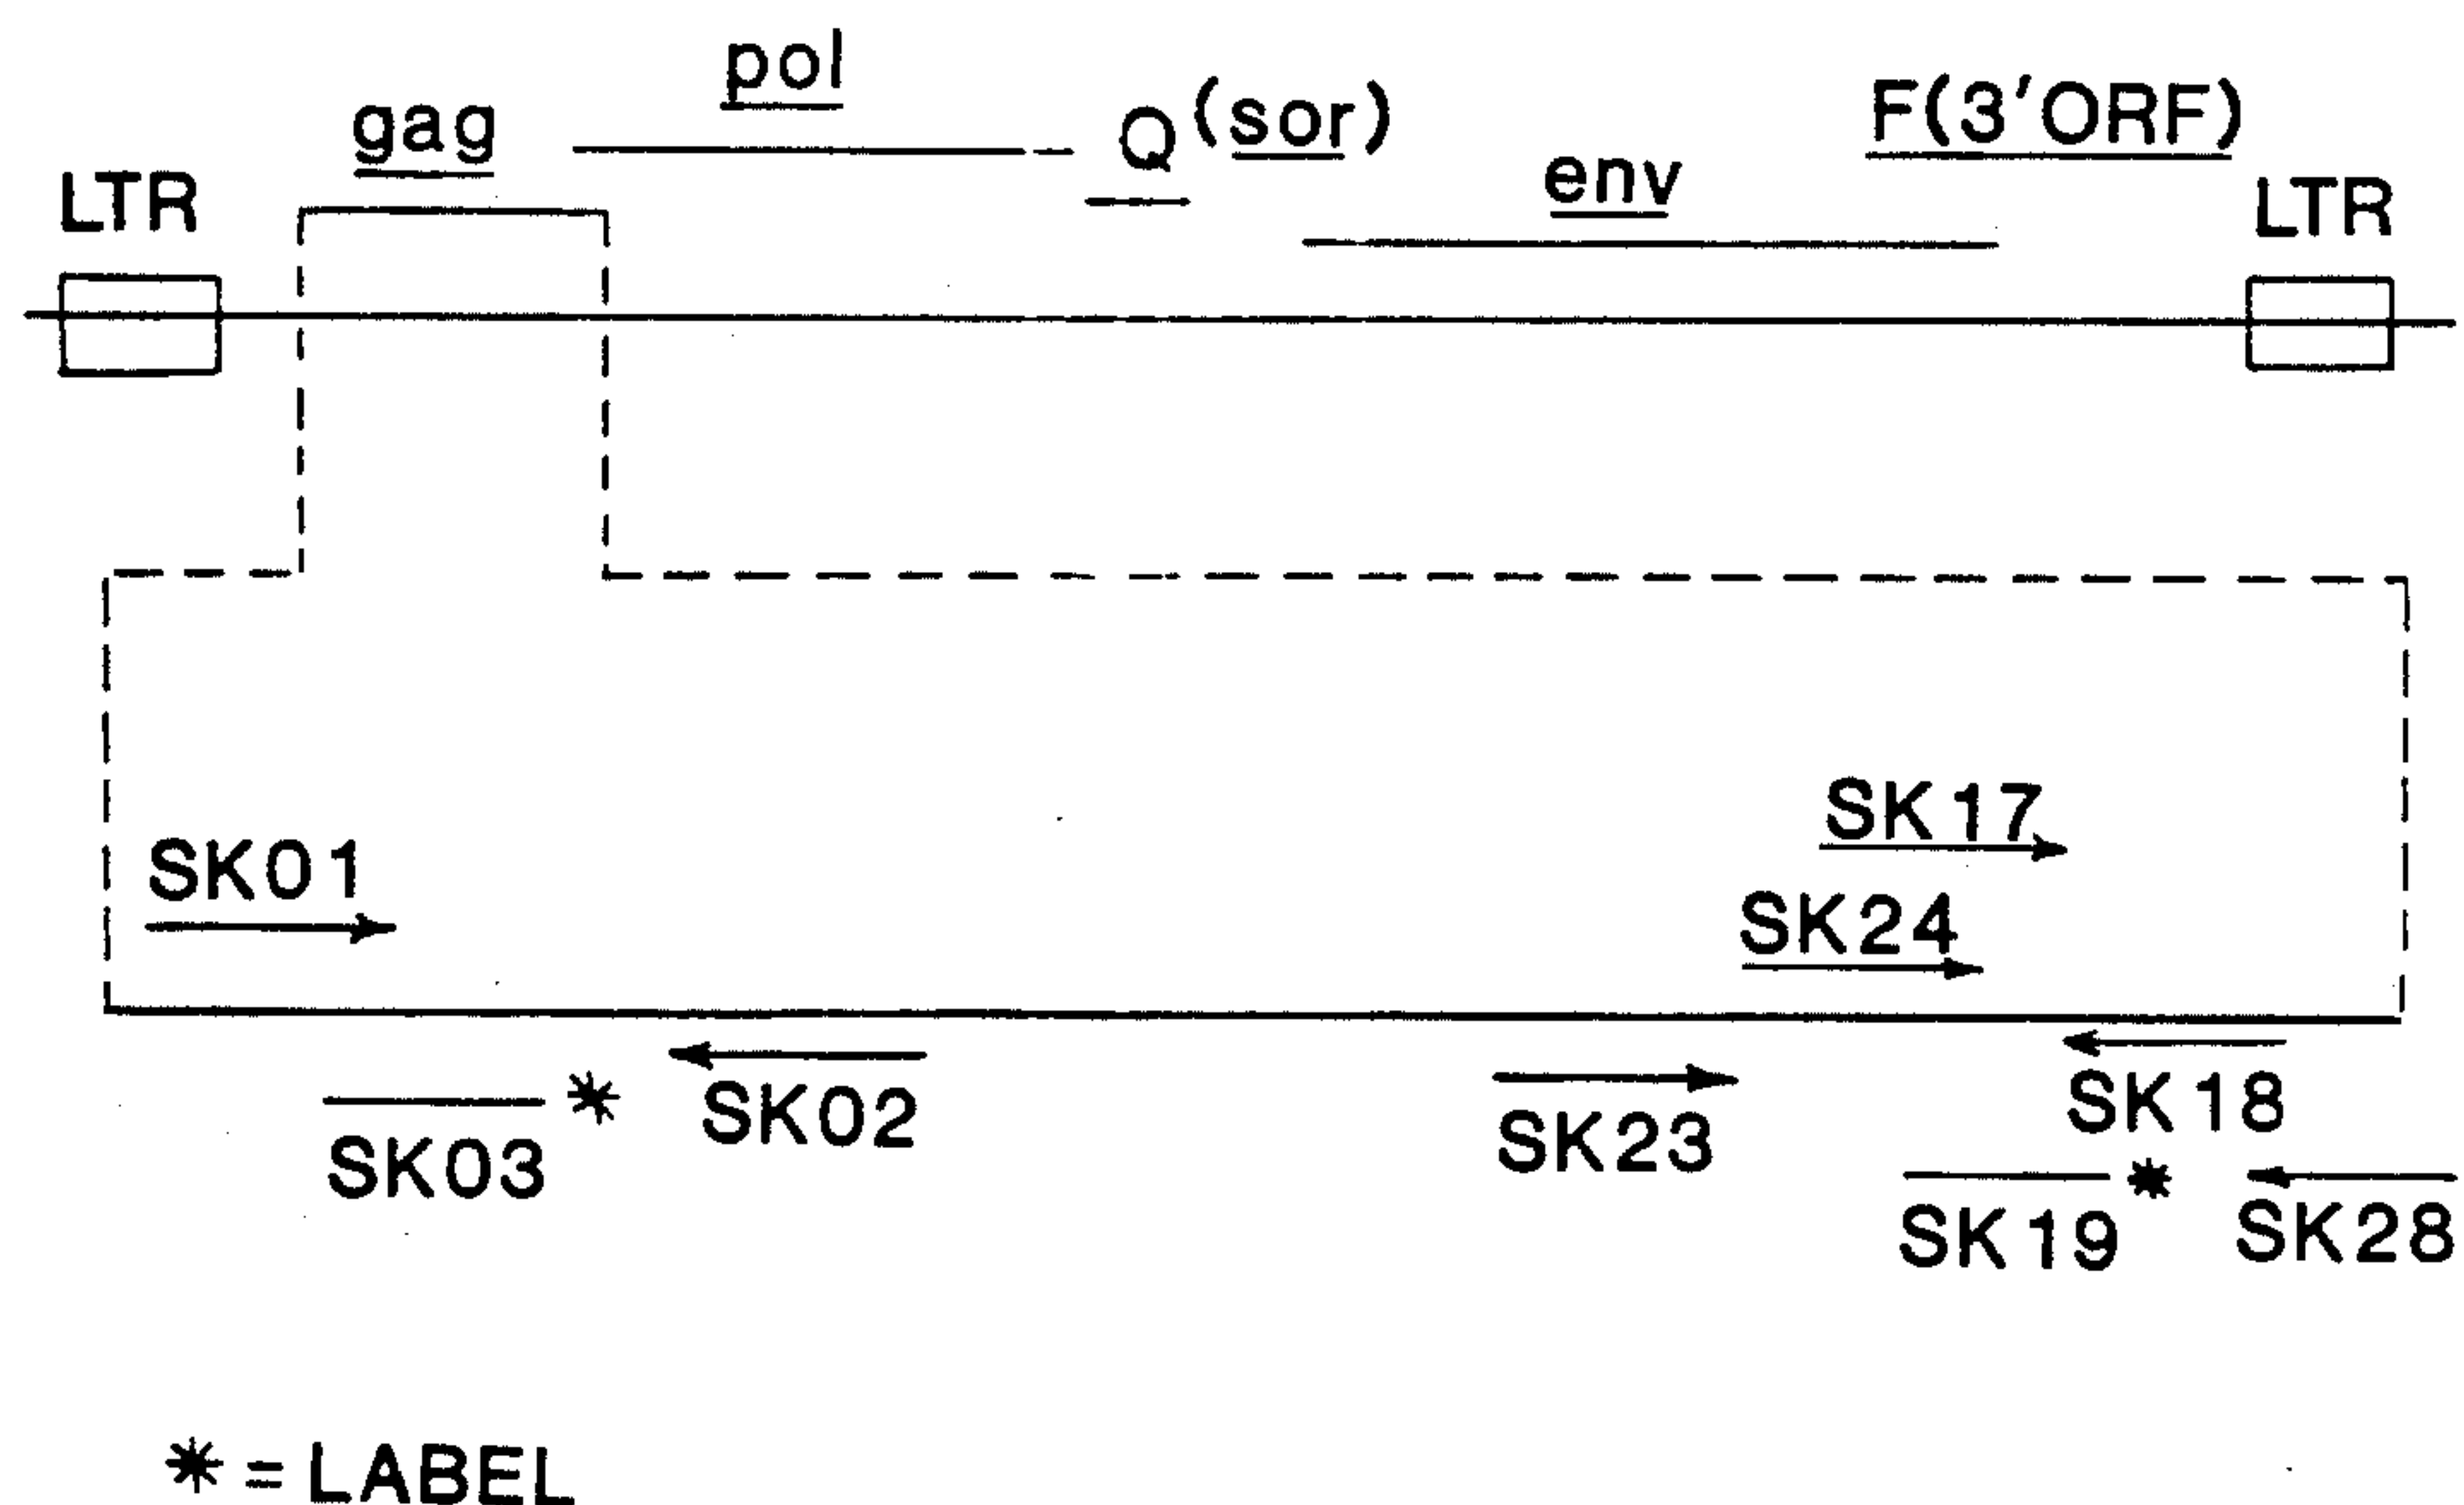 pol
gag
Q(sor)
F(3'ORF)
LTR
env
LTR
SK17
SK01
SK24
SK02
SK18
SK23
SK03
SK19
SK28
* *
* = LABEL